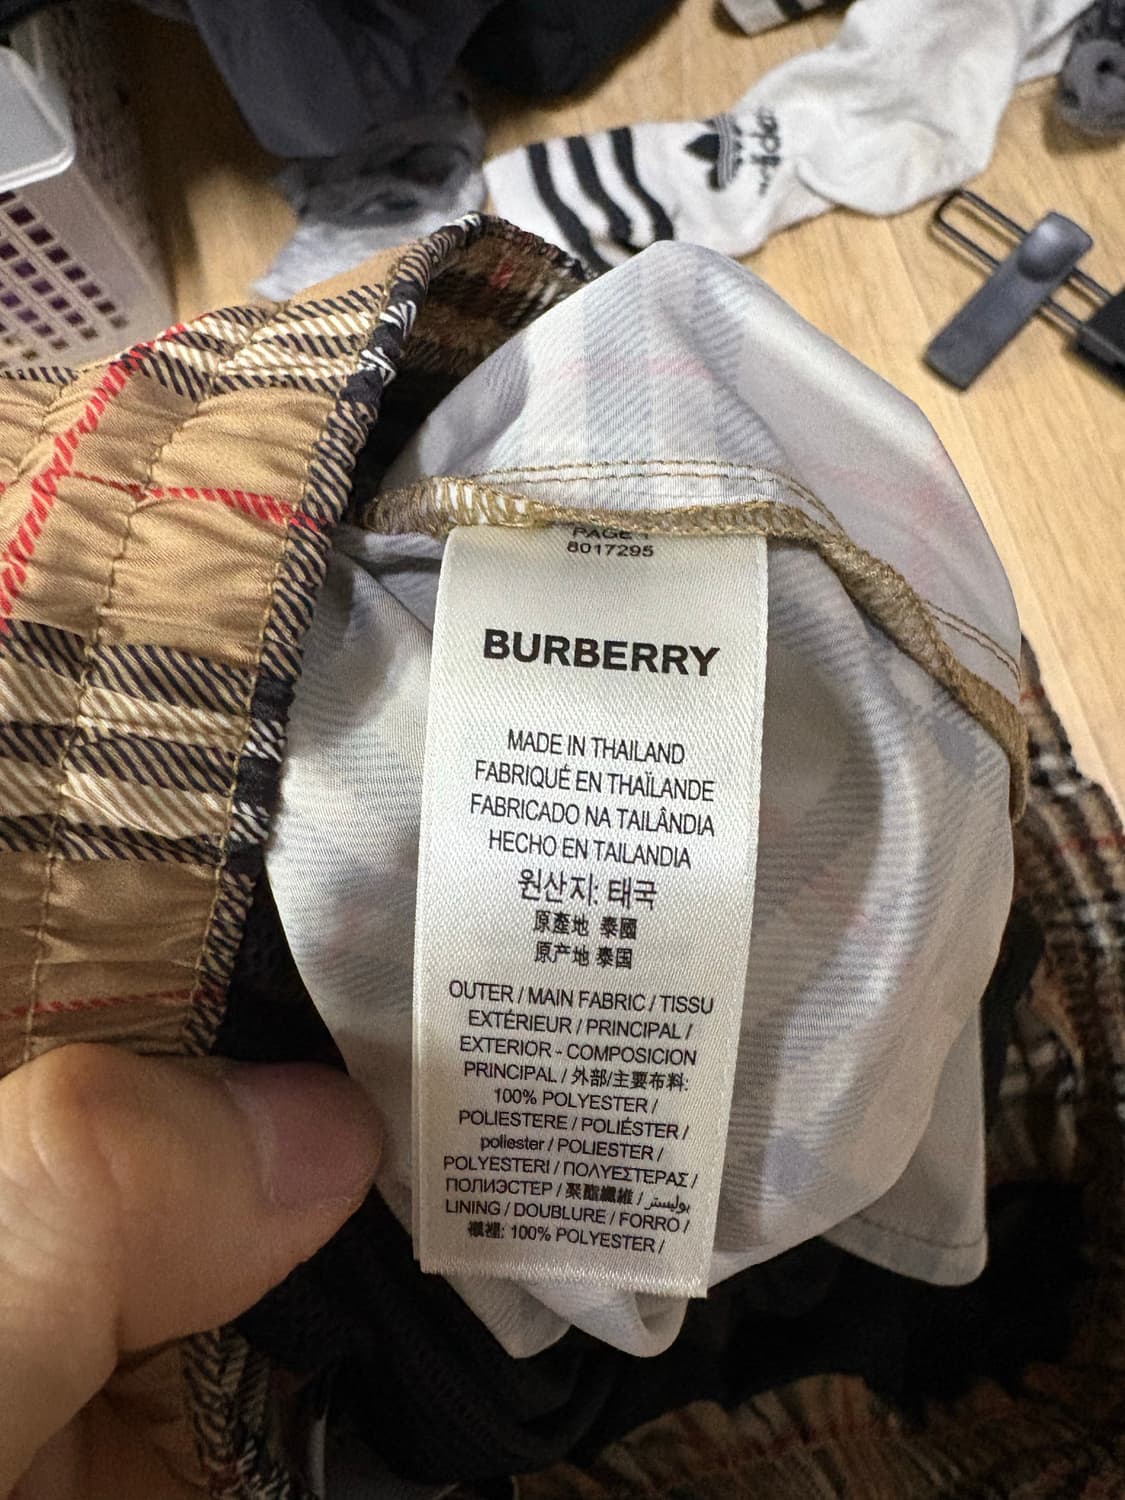 adidas
PAGE 1
8017295
BURBERRY
MADE IN THAILAND
FABRIQUÉ EN THAÏLANDE
FABRICADO NA TAILÂNDIA
HECHO EN TAILANDIA
원산지: 태국
原產地 泰國
原产地 泰国
OUTER / MAIN FABRIC / TISSU
EXTÉRIEUR / PRINCIPAL /
EXTERIOR - COMPOSICION
PRINCIPAL / 外部/主要布料:
100% POLYESTER /
POLIESTERE / POLIÉSTER /
poliester / POLIESTER /
POLYESTERI / ΠΟΛΥΕΣΤΕΡΑΣ /
ПОЛИЭСТЕР / 聚酯纖維 / بوليستر
LINING / DOUBLURE / FORRO /
襯裡: 100% POLYESTER /